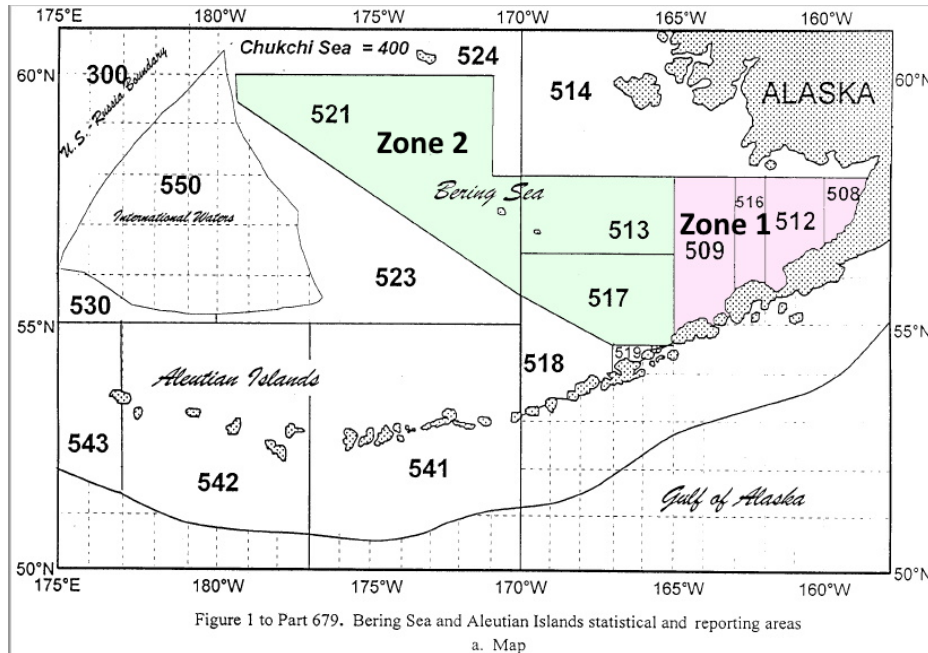 175°E 180°W 175°W 170°W 165°W 160°W
Chukchi Sea = 400
524
60°N
300
U.S.-Russia Boundary
514
60°N
ALASKA
521
Zone 2
550
International Waters
Bering Sea
513
516
508
Zone 1
512
509
523
517
530
55°N
55°N
518
519
Aleutian Islands
543
542
541
Gulf of Alaska
50°N
50°N
175°E 180°W 175°W 170°W 165°W 160°W
Figure 1 to Part 679. Bering Sea and Aleutian Islands statistical and reporting areas
a. Map